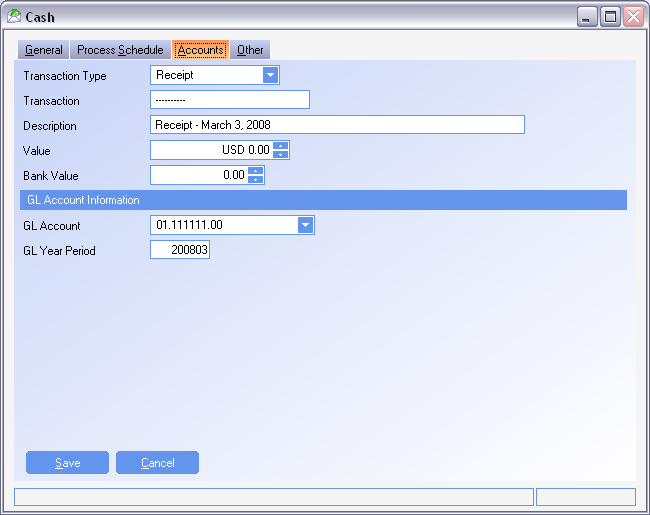 Cash
General Process Schedule Accounts Other
Transaction Type Receipt
Transaction ----------
Description Receipt - March 3, 2008
Value USD 0.00
Bank Value 0.00
GL Account Information
GL Account 01.111111.00
GL Year Period 200803
Save Cancel